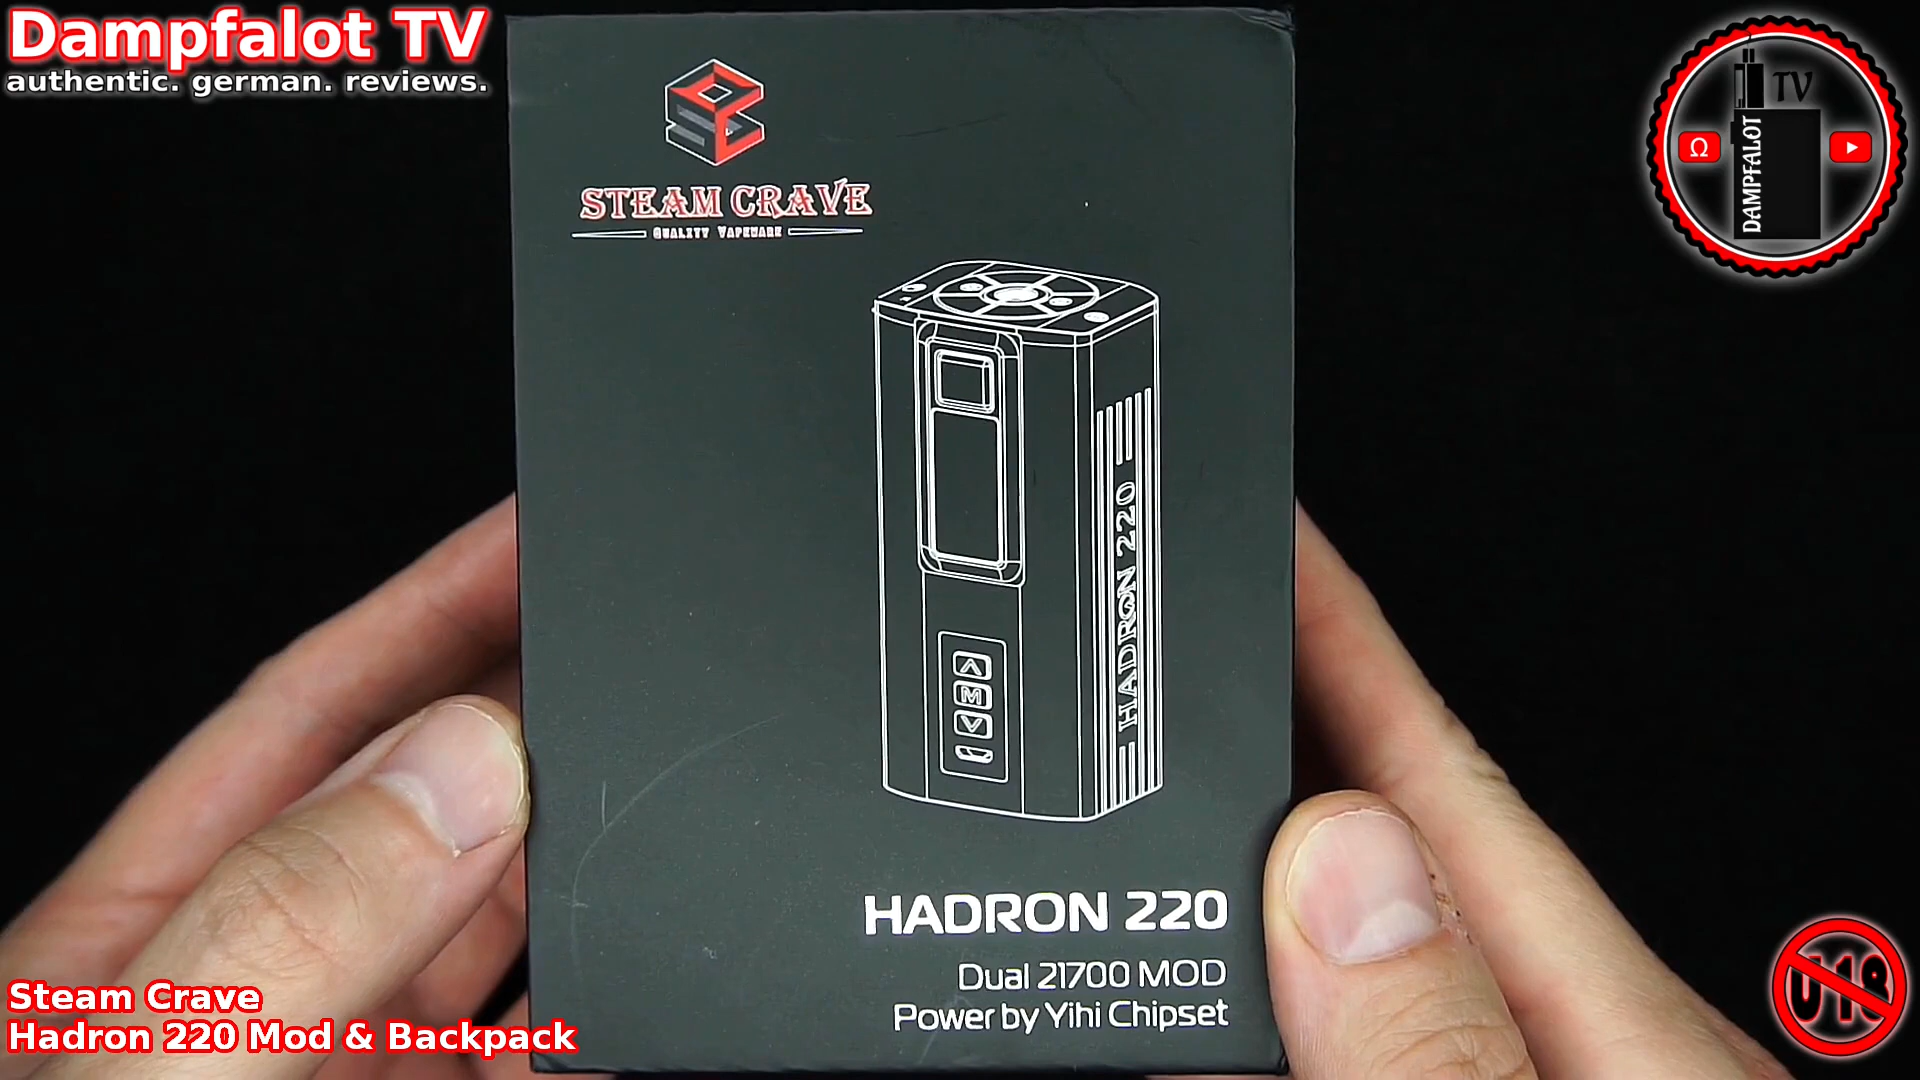 Dampfalot TV
authentic. german. reviews.
STEAM CRAVE
QUALITY VAPEWARE
TV
DAMPFALOT
Ω
HADRON 220
M
HADRON 220
Dual 21700 MOD
Power by Yihi Chipset
Steam Crave
Hadron 220 Mod & Backpack
U18